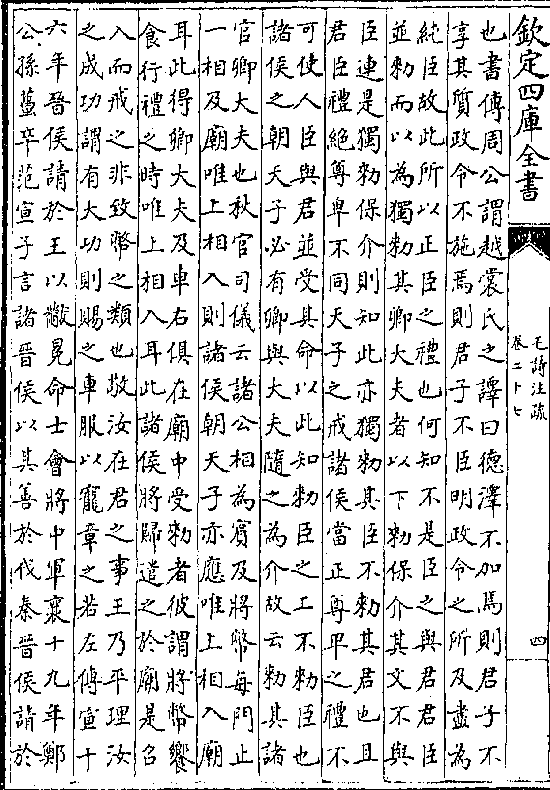 欽定四庫全書
毛詩注疏
卷二十七
四
也書傳周公謂越裳氏之譯曰德澤不加焉則君子不
享其質政令不施焉則君子不臣明政令之所及盡為
純臣故此所以正臣之禮也何知不是臣之與君君臣
並勑而以為獨勑其卿大夫者以下勑保介其文不與
臣連是獨勑保介則知此亦獨勑其臣不勑其君也且
君臣禮絶尊卑不同天子之戒諸侯當正尊卑之禮不
可使人臣與君並受其命以此知勑臣之工不勑臣也
諸侯之朝天子必有卿與大夫隨之為介故云勑其諸
官卿大夫也秋官司儀云諸公相為賔及將幣每門止
一相及廟唯上相入則諸侯朝天子亦應唯上相入廟
耳此得卿大夫及車右俱在廟中受勑者彼謂將幣饗
食行禮之時唯上相入耳此諸侯將歸遣之於廟是召
入而戒之非致幣之類也敬汝在君之事王乃平理汝
之成功謂有大功則賜之車服以寵章之若左傳宣十
六年晉侯請於王以黻冕命士會將中軍襄十九年鄭
公孫蠆卒范宣子言諸晉侯以其善於伐秦晉侯請於